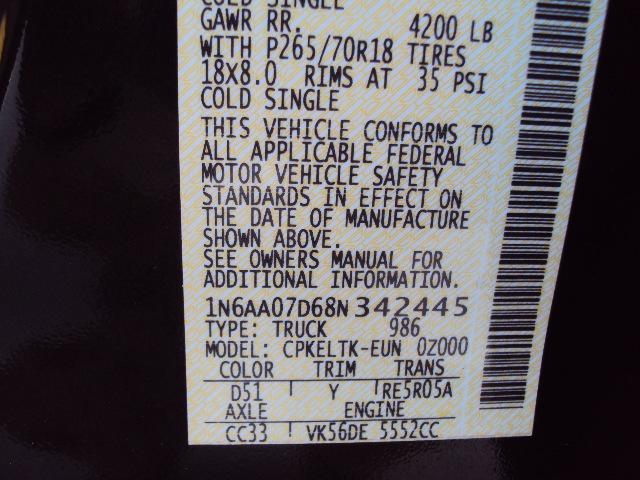 COLD SINGLE
GAWR RR. 4200 LB
WITH P265/70R18 TIRES
18X8.0 RIMS AT 35 PSI
COLD SINGLE
THIS VEHICLE CONFORMS TO
ALL APPLICABLE FEDERAL
MOTOR VEHICLE SAFETY
STANDARDS IN EFFECT ON
THE DATE OF MANUFACTURE
SHOWN ABOVE.
SEE OWNERS MANUAL FOR
ADDITIONAL INFORMATION.
1N6AA07D68N342445
TYPE: TRUCK 986
MODEL: CPKELTK-EUN 0Z000
COLOR TRIM TRANS
D51 Y RE5R05A
AXLE ENGINE
CC33 VK56DE 5552CC